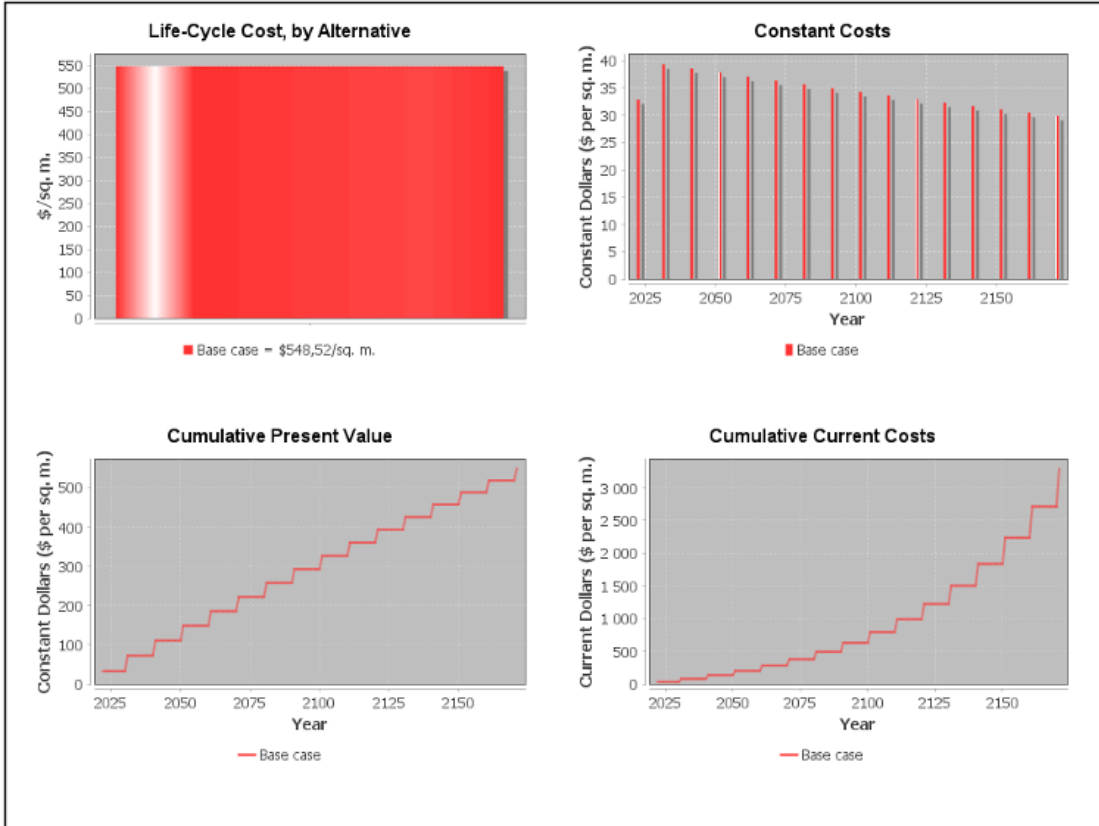 Life-Cycle Cost, by Alternative
550
500
450
400
350
300
250
200
150
100
50
0
$/sq. m.
Base case = $548,52/sq. m.
Constant Costs
40
35
30
25
20
15
10
5
0
Constant Dollars ($ per sq. m.)
2025 2050 2075 2100 2125 2150
Year
Base case
Cumulative Present Value
500
400
300
200
100
0
Constant Dollars ($ per sq. m.)
2025 2050 2075 2100 2125 2150
Year
Base case
Cumulative Current Costs
3 000
2 500
2 000
1 500
1 000
500
0
Current Dollars ($ per sq. m.)
2025 2050 2075 2100 2125 2150
Year
Base case